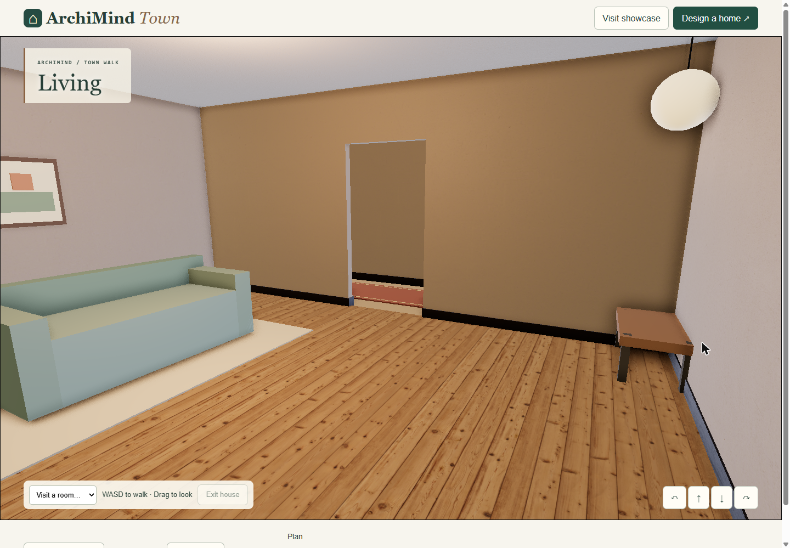 ArchiMind Town
Visit showcase
Design a home ↗
ARCHIMIND / TOWN WALK
Living
Visit a room...
WASD to walk · Drag to look
Exit house
↶ ↑ ↓ ↷
Plan